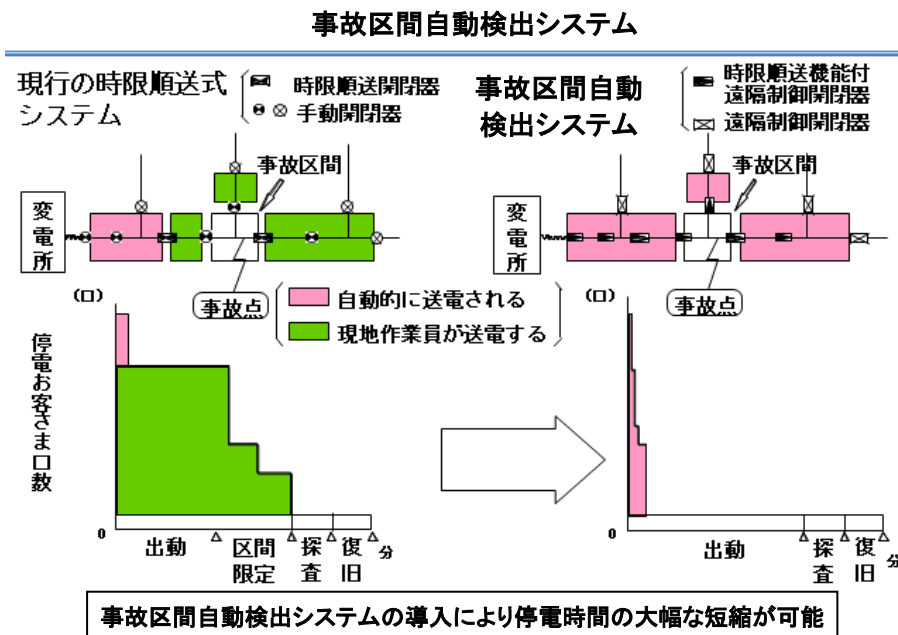 事故区間自動検出システム
現行の時限順送式
システム
時限順送開閉器
手動開閉器
事故区間自動
検出システム
時限順送機能付
遠隔制御開閉器
遠隔制御開閉器
変電所
事故区間
事故点
変電所
事故区間
事故点
自動的に送電される
現地作業員が送電する
(口)
停電お客さま口数
0
出動
区間
限定
探査
復旧
分
(口)
0
出動
探査
復旧
分
事故区間自動検出システムの導入により停電時間の大幅な短縮が可能